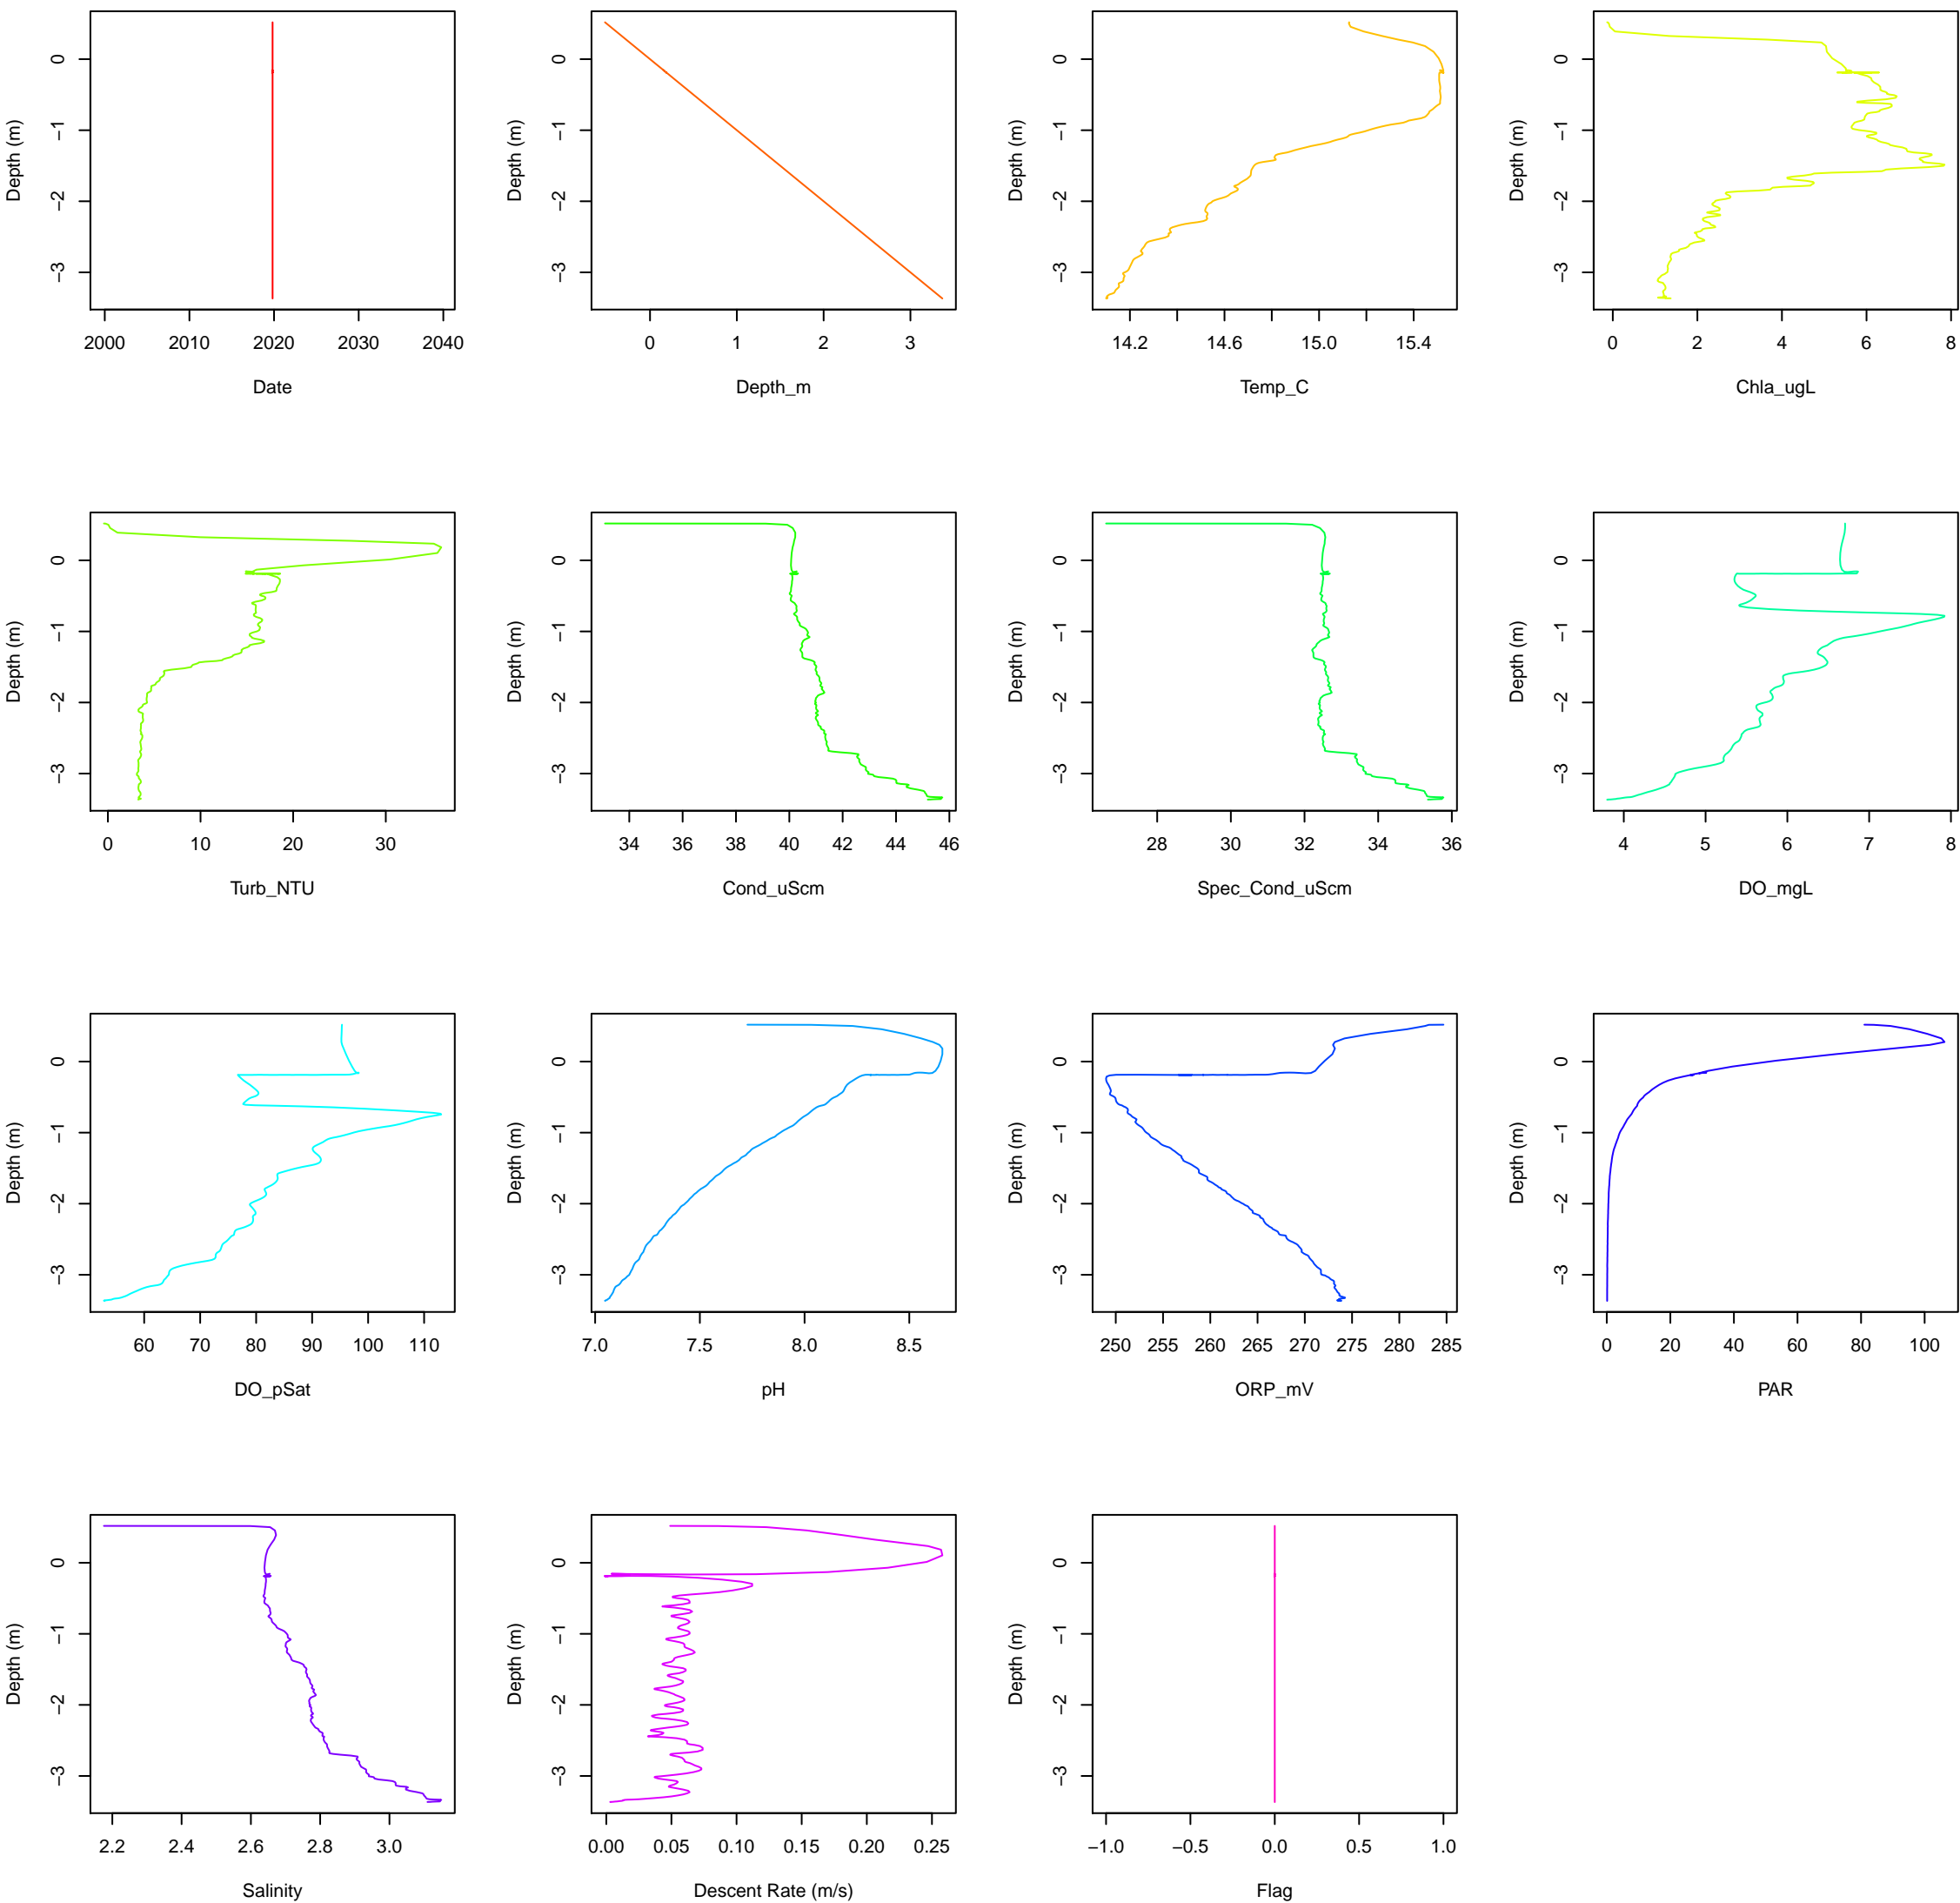 Depth (m)
0
−1
−2
−3
2000 2010 2020 2030 2040
Date
Depth (m)
0
−1
−2
−3
0 1 2 3
Depth_m
Depth (m)
0
−1
−2
−3
14.2 14.6 15.0 15.4
Temp_C
Depth (m)
0
−1
−2
−3
0 2 4 6 8
Chla_ugL
Depth (m)
0
−1
−2
−3
0 10 20 30
Turb_NTU
Depth (m)
0
−1
−2
−3
34 36 38 40 42 44 46
Cond_uScm
Depth (m)
0
−1
−2
−3
28 30 32 34 36
Spec_Cond_uScm
Depth (m)
0
−1
−2
−3
4 5 6 7 8
DO_mgL
Depth (m)
0
−1
−2
−3
60 70 80 90 100 110
DO_pSat
Depth (m)
0
−1
−2
−3
7.0 7.5 8.0 8.5
pH
Depth (m)
0
−1
−2
−3
250 255 260 265 270 275 280 285
ORP_mV
Depth (m)
0
−1
−2
−3
0 20 40 60 80 100
PAR
Depth (m)
0
−1
−2
−3
2.2 2.4 2.6 2.8 3.0
Salinity
Depth (m)
0
−1
−2
−3
0.00 0.05 0.10 0.15 0.20 0.25
Descent Rate (m/s)
Depth (m)
0
−1
−2
−3
−1.0 −0.5 0.0 0.5 1.0
Flag